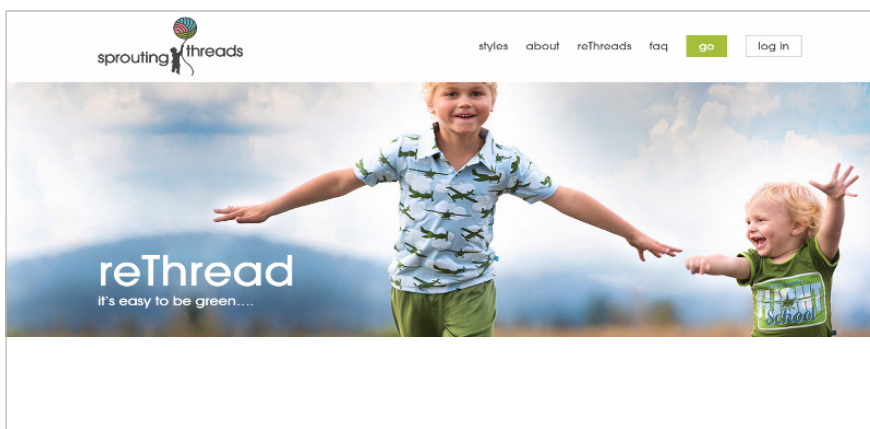 sprouting threads
styles about reThreads faq go log in
reThread
it's easy to be green....
School